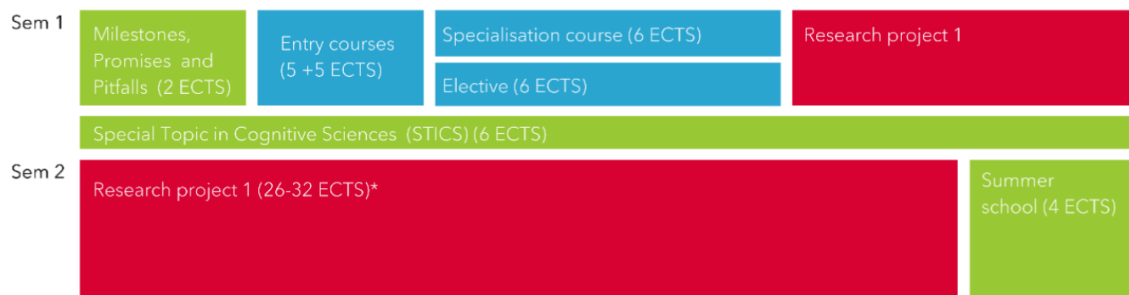 Sem 1
Milestones,
Promises and
Pitfalls (2 ECTS)
Entry courses
(5 +5 ECTS)
Specialisation course (6 ECTS)
Elective (6 ECTS)
Research project 1
Special Topic in Cognitive Sciences (STICS) (6 ECTS)
Sem 2
Research project 1 (26-32 ECTS)*
Summer
school (4 ECTS)